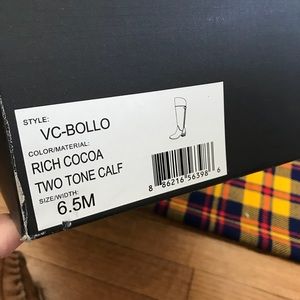 STYLE:
VC-BOLLO
COLOR/MATERIAL:
RICH COCOA
TWO TONE CALF
SIZE/WIDTH:
6.5M
8 86216 56398 6